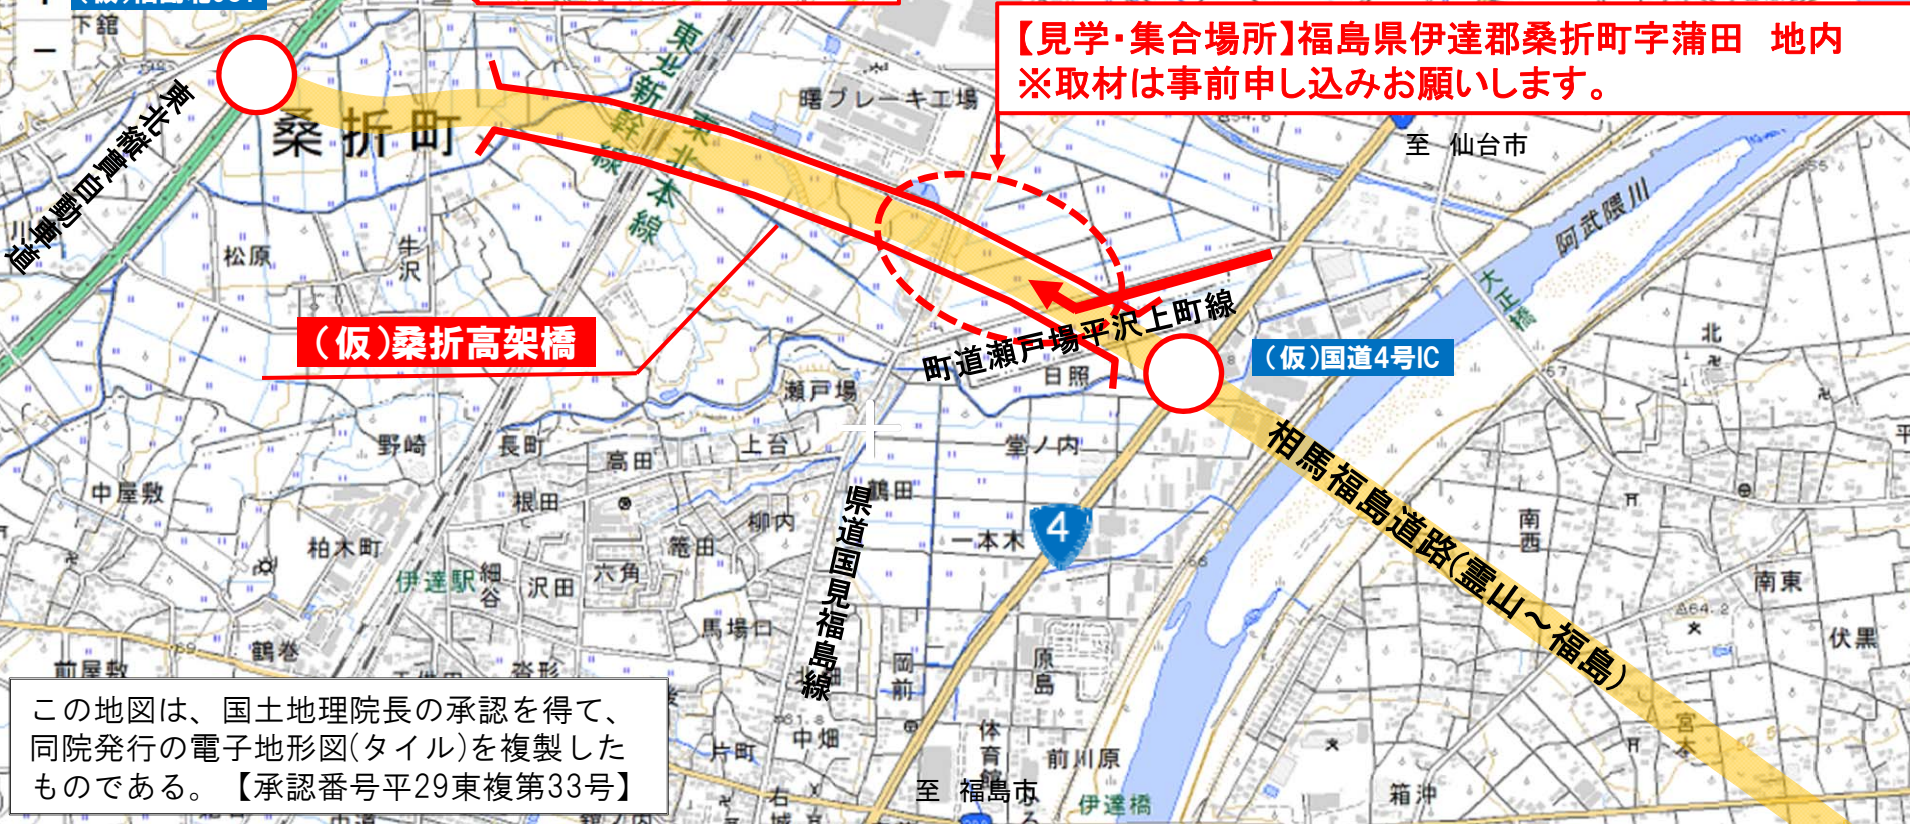 下舘
【見学・集合場所】福島県伊達郡桑折町字蒲田　地内
※取材は事前申し込みお願いします。
東北新幹線
曙ブレーキ工場
至 仙台市
東北縦貫自動車道
桑折町
東北本線
阿武隈川
松原
牛沢
大正橋
（仮）桑折高架橋
町道瀬戸場平沢上町線
（仮）国道4号IC
北
日照
瀬戸場
野崎
長町
高田
上台
堂ノ内
相馬福島道路(霊山～福島)
中屋敷
根田
柳内
鶴田
県道国見福島線
一本木
4
南西
柏木町
篭田
伊達駅
細谷
沢田
六角
南東
64.2
馬場口
鶴巻
岡前
原島
伏黒
前屋敷
沓形
この地図は、国土地理院長の承認を得て、
同院発行の電子地形図(タイル)を複製した
ものである。【承認番号平29東複第33号】
片町
中畑
体育館
前川原
宮本
至 福島市
伊達橋
箱沖